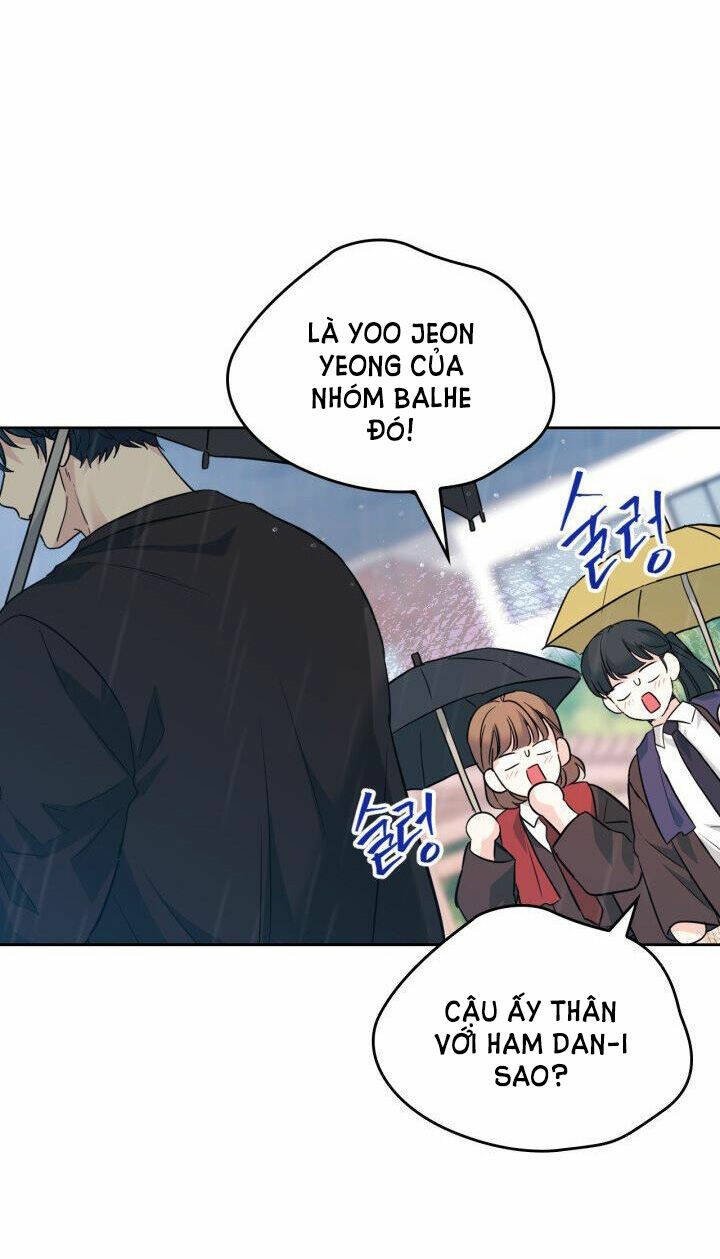 LÀ YOO JEON
YEONG CỦA
NHÓM BALHE
ĐÓ!
술렁
술렁
CẬU ẤY THÂN
VỚI HAM DAN-I
SAO?